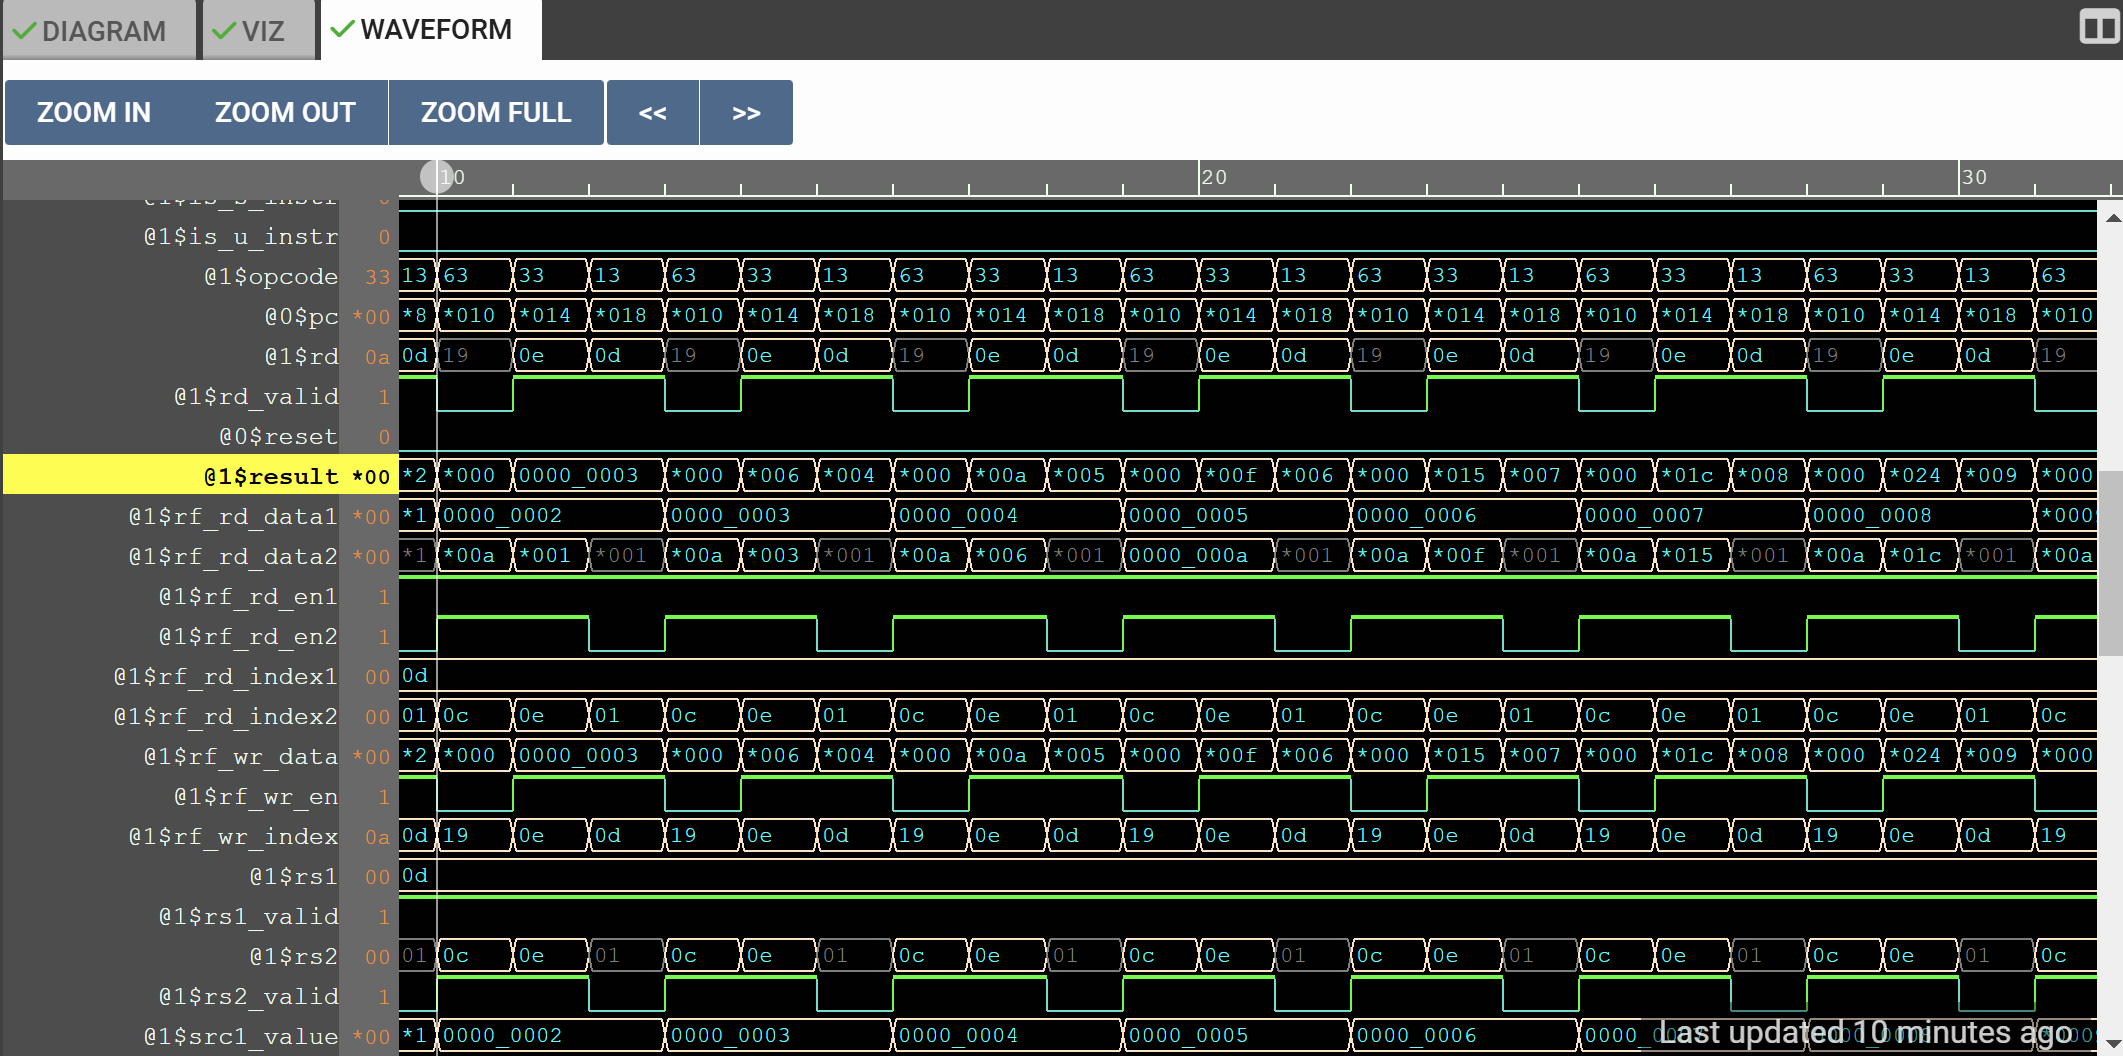 DIAGRAM VIZ WAVEFORM
ZOOM IN ZOOM OUT ZOOM FULL << >>
10 20 30
@1$is_s_instr 0
@1$is_u_instr 0
@1$opcode 33 13 63 33 13 63 33 13 63 33 13 63 33 13 63 33 13 63 33 13 63 33 13 63
@0$pc *00 *8 *010 *014 *018 *010 *014 *018 *010 *014 *018 *010 *014 *018 *010 *014 *018 *010 *014 *018 *010 *014 *018 *010
@1$rd 0a 0d 19 0e 0d 19 0e 0d 19 0e 0d 19 0e 0d 19 0e 0d 19 0e 0d 19 0e 0d 19
@1$rd_valid 1
@0$reset 0
@1$result *00 *2 *000 0000_0003 *000 *006 *004 *000 *00a *005 *000 *00f *006 *000 *015 *007 *000 *01c *008 *000 *024 *009 *000
@1$rf_rd_data1 *00 *1 0000_0002 0000_0003 0000_0004 0000_0005 0000_0006 0000_0007 0000_0008 *0009
@1$rf_rd_data2 *00 *1 *00a *001 *001 *00a *003 *001 *00a *006 *001 0000_000a *001 *00a *00f *001 *00a *015 *001 *00a *01c *001 *00a
@1$rf_rd_en1 1
@1$rf_rd_en2 1
@1$rf_rd_index1 00 0d
@1$rf_rd_index2 00 01 0c 0e 01 0c 0e 01 0c 0e 01 0c 0e 01 0c 0e 01 0c 0e 01 0c 0e 01 0c
@1$rf_wr_data *00 *2 *000 0000_0003 *000 *006 *004 *000 *00a *005 *000 *00f *006 *000 *015 *007 *000 *01c *008 *000 *024 *009 *000
@1$rf_wr_en 1
@1$rf_wr_index 0a 0d 19 0e 0d 19 0e 0d 19 0e 0d 19 0e 0d 19 0e 0d 19 0e 0d 19 0e 0d 19
@1$rs1 00 0d
@1$rs1_valid 1
@1$rs2 00 01 0c 0e 01 0c 0e 01 0c 0e 01 0c 0e 01 0c 0e 01 0c 0e 01 0c 0e 01 0c
@1$rs2_valid 1
@1$src1_value *00 *1 0000_0002 0000_0003 0000_0004 0000_0005 0000_0006
Last updated 10 minutes ago